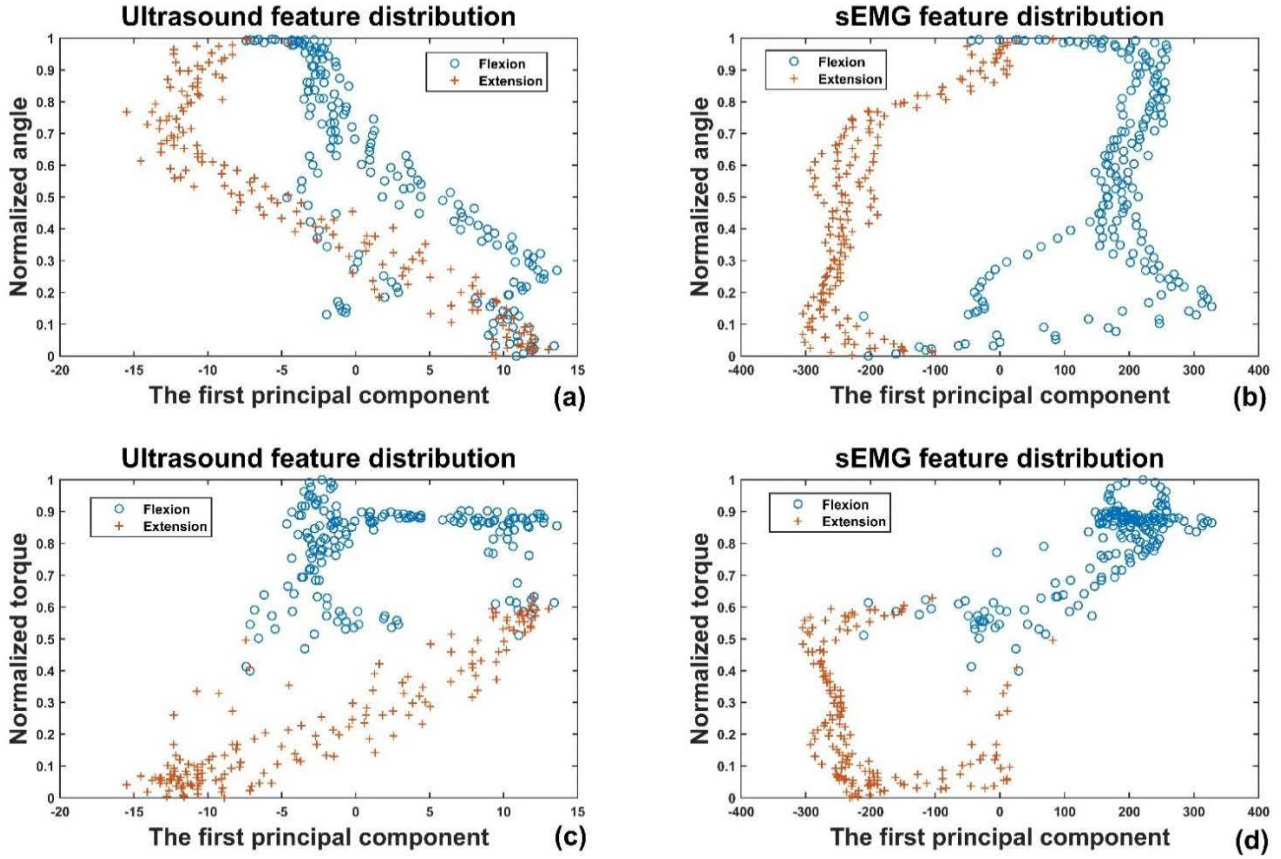 Ultrasound feature distribution
1
0.9
0.8
0.7
0.6
0.5
0.4
0.3
0.2
0.1
0
Normalized angle
Flexion
Extension
-20 -15 -10 -5 0 5 10 15
The first principal component (a)
sEMG feature distribution
1
0.9
0.8
0.7
0.6
0.5
0.4
0.3
0.2
0.1
0
Normalized angle
Flexion
Extension
-400 -300 -200 -100 0 100 200 300 400
The first principal component (b)
Ultrasound feature distribution
1
0.9
0.8
0.7
0.6
0.5
0.4
0.3
0.2
0.1
0
Normalized torque
Flexion
Extension
-20 -15 -10 -5 0 5 10 15
The first principal component (c)
sEMG feature distribution
1
0.9
0.8
0.7
0.6
0.5
0.4
0.3
0.2
0.1
0
Normalized torque
Flexion
Extension
-400 -300 -200 -100 0 100 200 300 400
The first principal component (d)